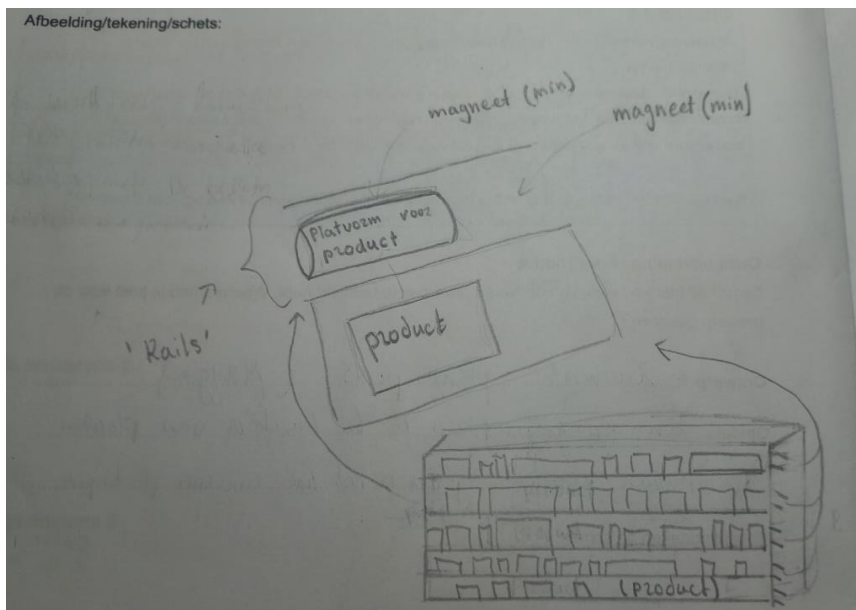 Afbeelding/tekening/schets:
magneet (min)
magneet (min)
Platvorm voor
product
'Rails'
product
(product)